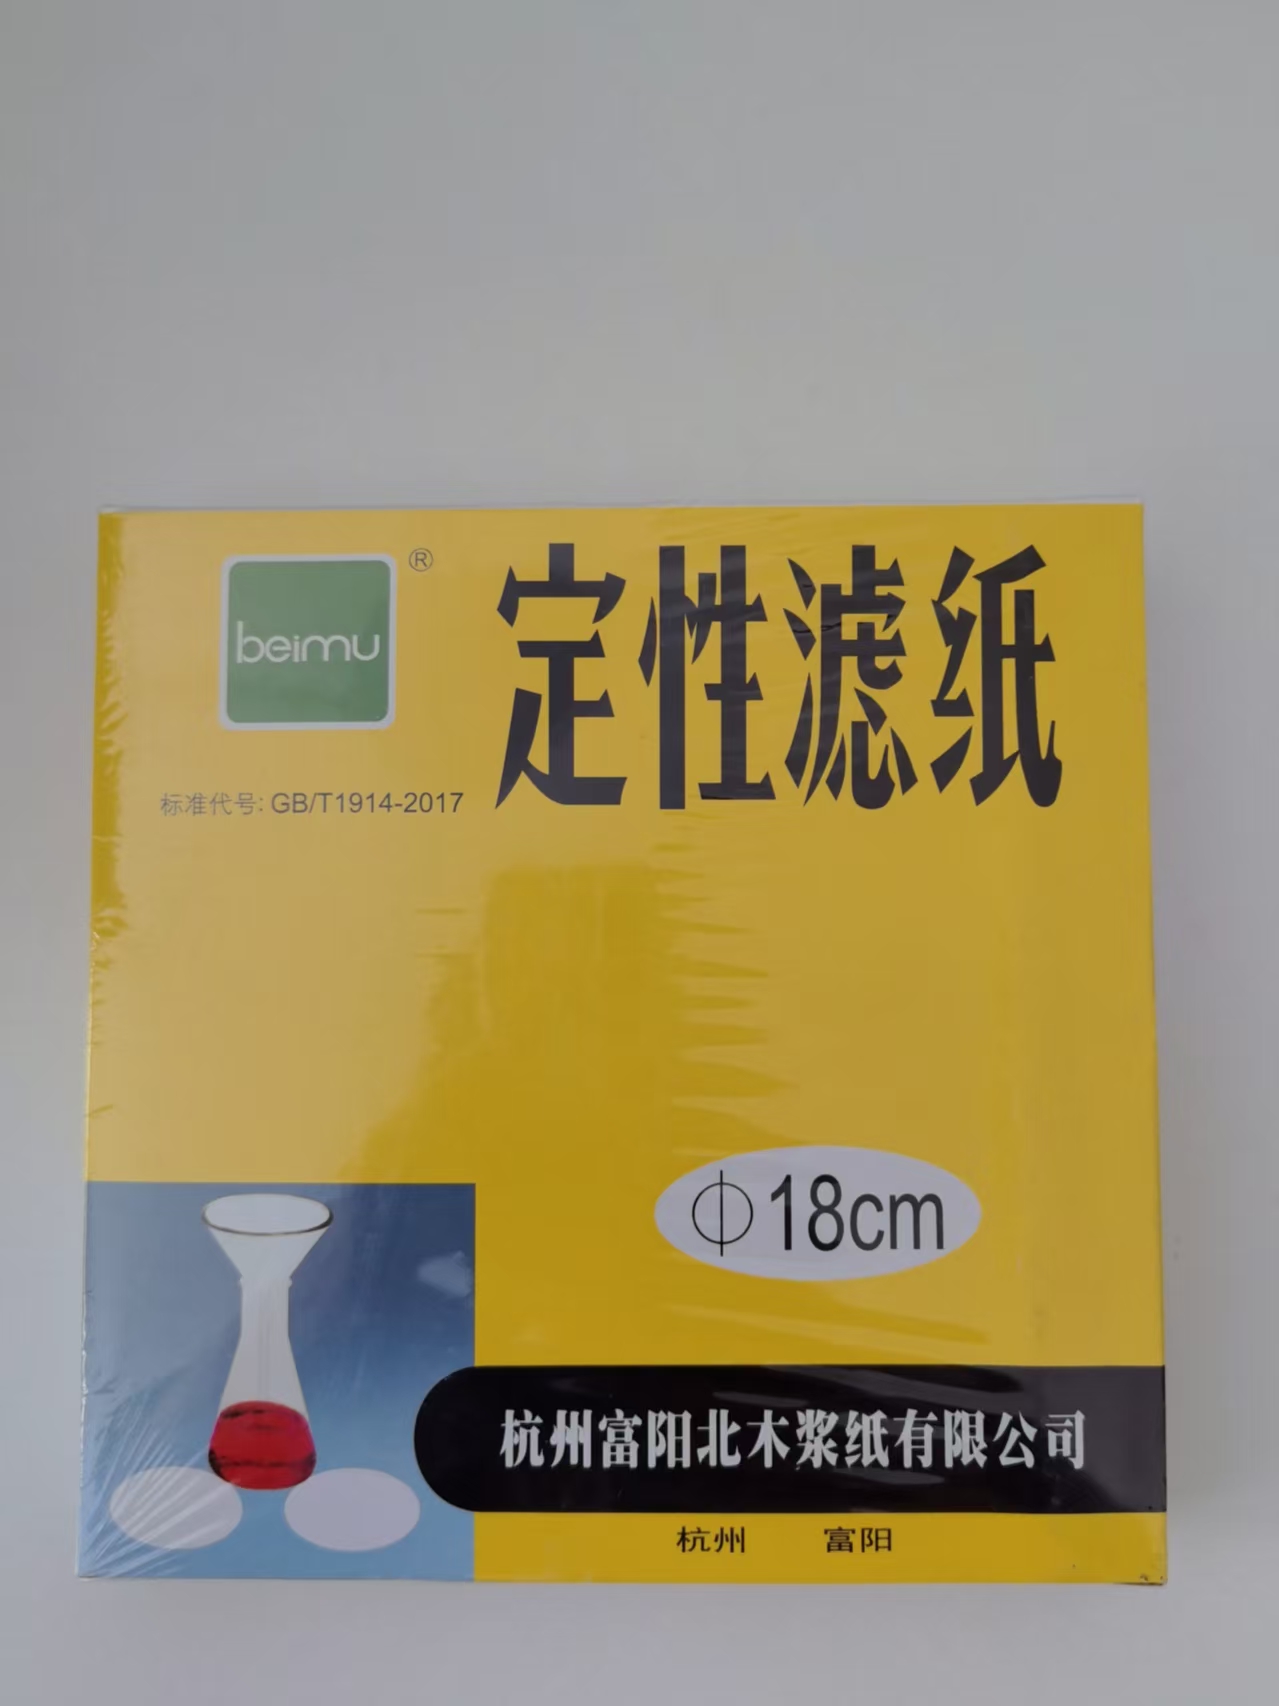 beimu ®
定性滤纸
标准代号: GB/T1914-2017
⌀18cm
杭州富阳北木浆纸有限公司
杭州 富阳